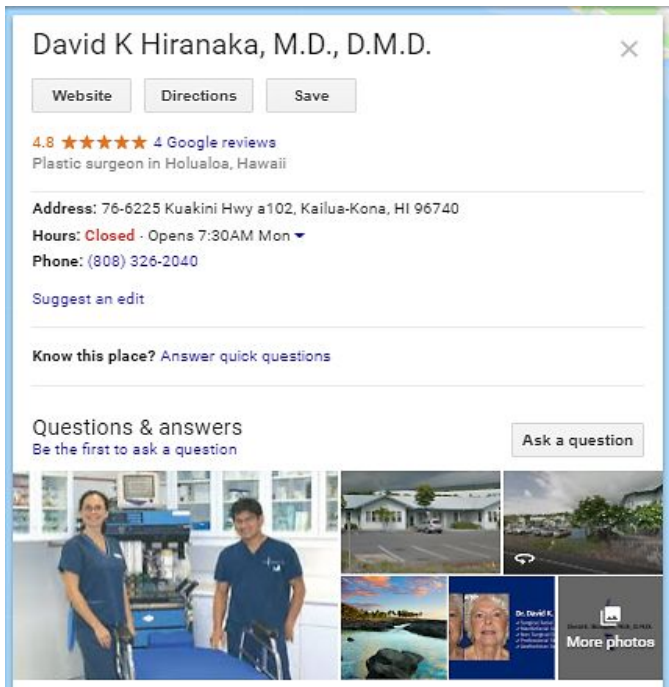 David K Hiranaka, M.D., D.M.D.
Website Directions Save
4.8 4 Google reviews
Plastic surgeon in Holualoa, Hawaii
Address: 76-6225 Kuakini Hwy a102, Kailua-Kona, HI 96740
Hours: Closed · Opens 7:30AM Mon
Phone: (808) 326-2040
Suggest an edit
Know this place? Answer quick questions
Questions & answers
Be the first to ask a question
Ask a question
Dr. David K.
More photos